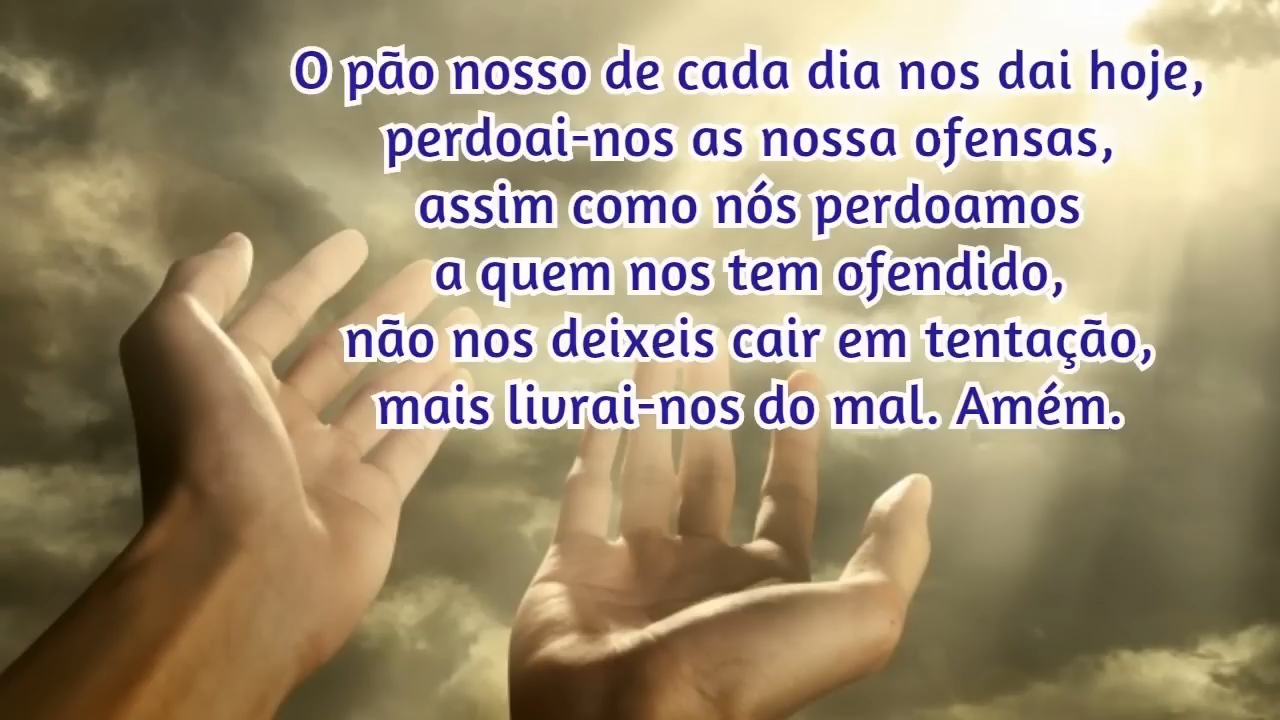 O pão nosso de cada dia nos dai hoje,
perdoai-nos as nossa ofensas,
assim como nós perdoamos
a quem nos tem ofendido,
não nos deixeis cair em tentação,
mais livrai-nos do mal. Amém.